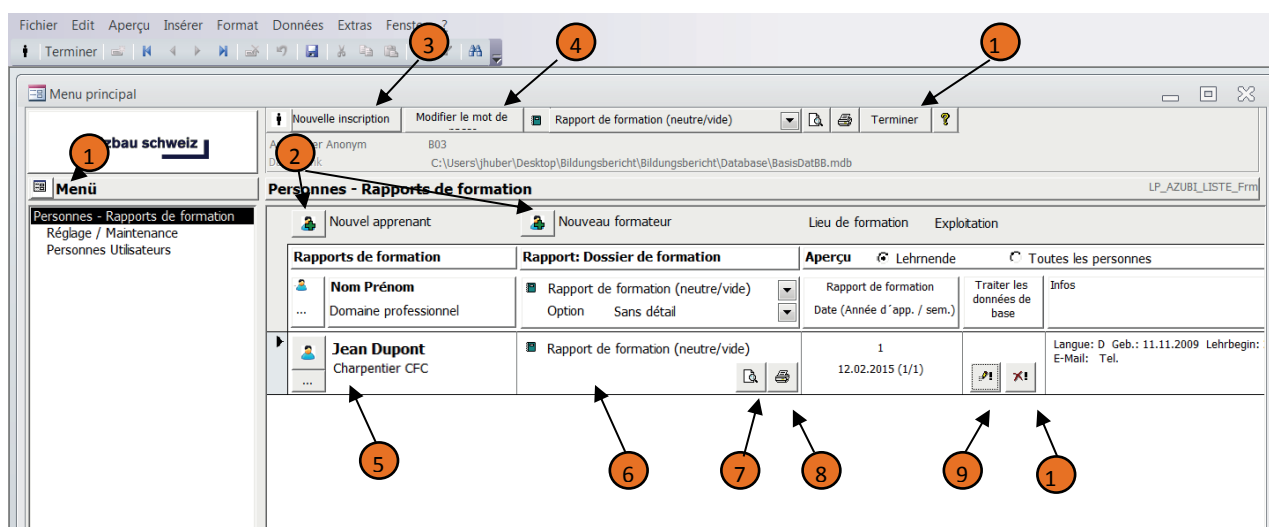 Fichier Edit Aperçu Insérer Format Données Extras ?
Terminer
3
4
1
Menu principal
Nouvelle inscription Modifier le mot de Rapport de formation (neutre/vide) Terminer
schweiz
Anonym B03
C:\Users\jhuber\Desktop\Bildungsbericht\Bildungsbericht\Database\BasisDatBB.mdb
1
2
Menü
Personnes - Rapports de formation LP_AZUBI_LISTE_Frm
Personnes - Rapports de formation
Réglage / Maintenance
Personnes Utilsateurs
Nouvel apprenant Nouveau formateur Lieu de formation Exploitation
Rapports de formation Rapport: Dossier de formation Aperçu Lehrnende Toutes les personnes
Nom Prénom Rapport de formation (neutre/vide) Rapport de formation Traiter les données de base Infos
... Domaine professionnel Option Sans détail Date (Année d´app. / sem.)
Jean Dupont Rapport de formation (neutre/vide) 1 Langue: D Geb.: 11.11.2009 Lehrbegin:
Charpentier CFC 12.02.2015 (1/1) E-Mail: Tel.
...
5
6
7
8
9
1